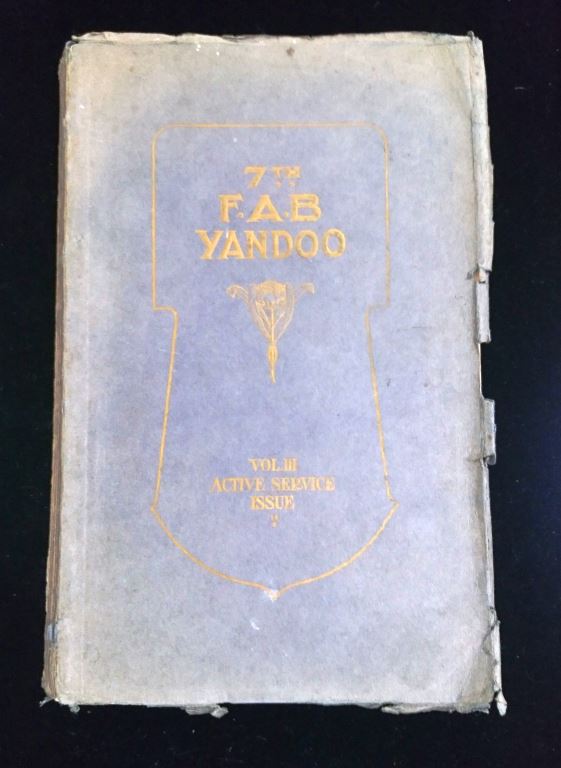 7TH
F.A.B
YANDOO
VOL. III
ACTIVE SERVICE
ISSUE